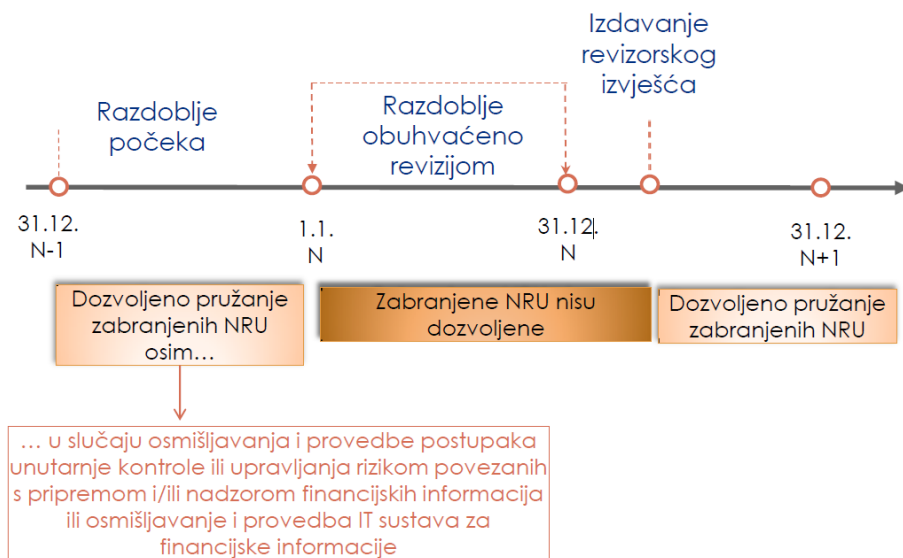 Izdavanje
revizorskog
izvješća
Razdoblje
počeka
Razdoblje
obuhvaćeno
revizijom
31.12.
N-1
1.1.
N
31.12.
N
31.12.
N+1
Dozvoljeno pružanje
zabranjenih NRU
osim...
Zabranjene NRU nisu
dozvoljene
Dozvoljeno pružanje
zabranjenih NRU
... u slučaju osmišljavanja i provedbe postupaka
unutarnje kontrole ili upravljanja rizikom povezanih
s pripremom i/ili nadzorom financijskih informacija
ili osmišljavanje i provedba IT sustava za
financijske informacije